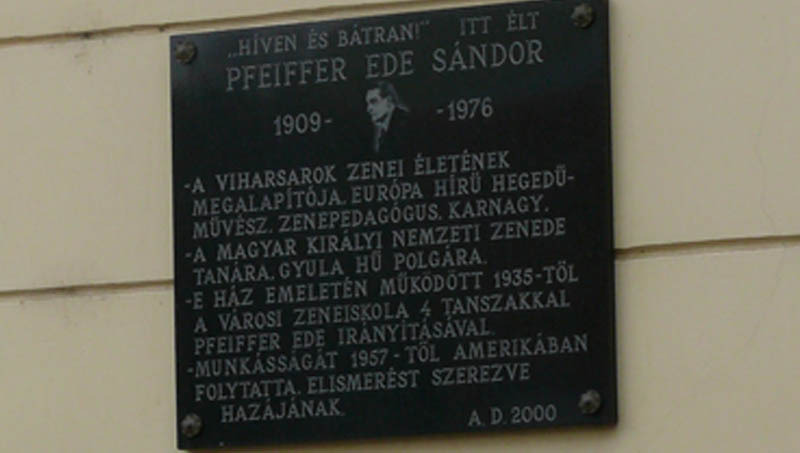 „HÍVEN ÉS BÁTRAN!" ITT ÉLT
PFEIFFER EDE SÁNDOR
1909- -1976
-A VIHARSAROK ZENEI ÉLETÉNEK
MEGALAPÍTÓJA, EURÓPA HÍRŰ HEGEDŰ-
MŰVÉSZ, ZENEPEDAGÓGUS, KARNAGY,
-A MAGYAR KIRÁLYI NEMZETI ZENEDE
TANÁRA, GYULA HŰ POLGÁRA.
-E HÁZ EMELETÉN MŰKÖDÖTT 1935-TŐL
A VÁROSI ZENEISKOLA 4 TANSZAKKAL
PFEIFFER EDE IRÁNYÍTÁSÁVAL.
-MUNKÁSSÁGÁT 1957-TŐL AMERIKÁBAN
FOLYTATTA, ELISMERÉST SZEREZVE
HAZÁJÁNAK.
A.D. 2000